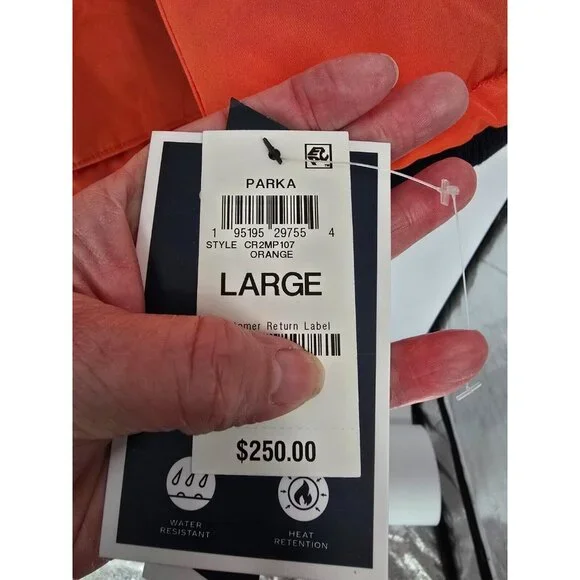 PARKA
1 95195 29755 4
STYLE CR2MP107
ORANGE
LARGE
Return Label
$250.00
WATER RESISTANT
HEAT RETENTION